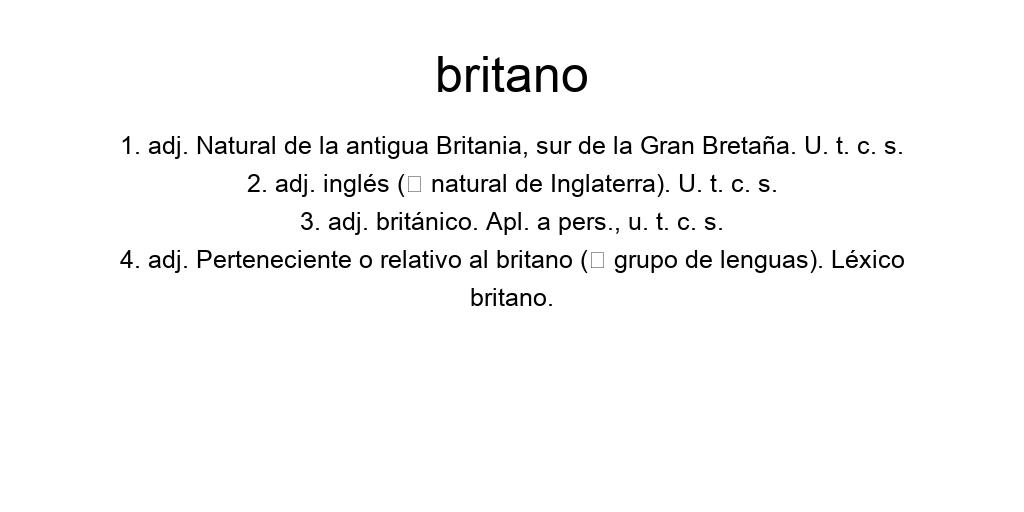 britano
1. adj. Natural de la antigua Britania, sur de la Gran Bretaña. U. t. c. s.
2. adj. inglés (□ natural de Inglaterra). U. t. c. s.
3. adj. británico. Apl. a pers., u. t. c. s.
4. adj. Perteneciente o relativo al britano (□ grupo de lenguas). Léxico
britano.